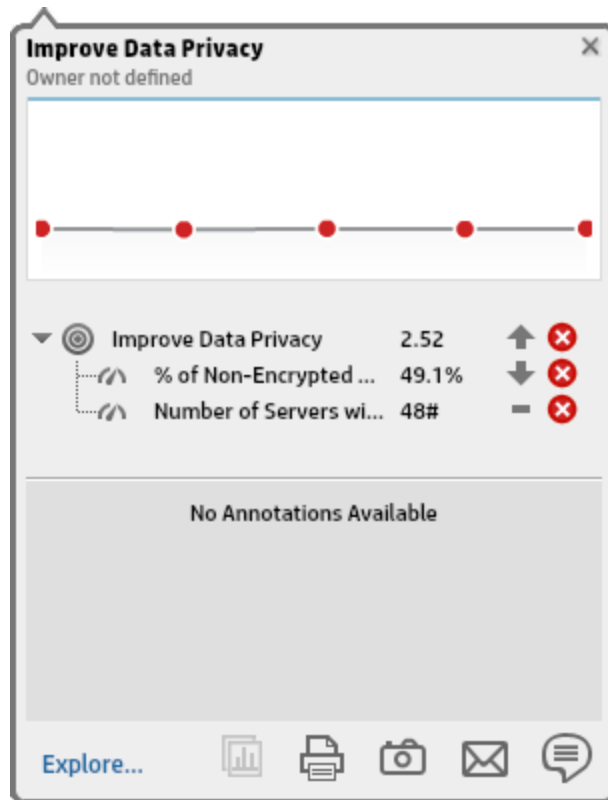 Improve Data Privacy
Owner not defined
Improve Data Privacy 2.52
% of Non-Encrypted ... 49.1%
Number of Servers wi... 48#
No Annotations Available
Explore...